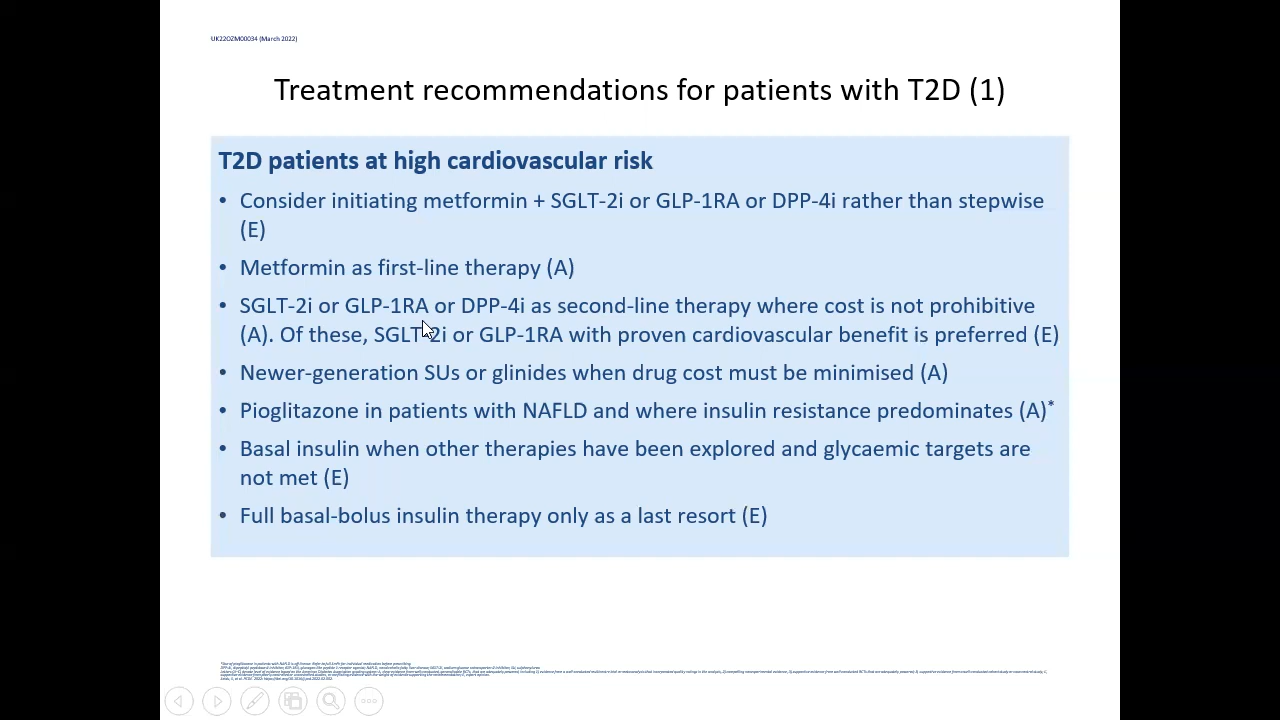 UK22OZM00034 (March 2022)
Treatment recommendations for patients with T2D (1)
T2D patients at high cardiovascular risk
• Consider initiating metformin + SGLT-2i or GLP-1RA or DPP-4i rather than stepwise
(E)
• Metformin as first-line therapy (A)
• SGLT-2i or GLP-1RA or DPP-4i as second-line therapy where cost is not prohibitive
(A). Of these, SGLT-2i or GLP-1RA with proven cardiovascular benefit is preferred (E)
• Newer-generation SUs or glinides when drug cost must be minimised (A)
• Pioglitazone in patients with NAFLD and where insulin resistance predominates (A)*
• Basal insulin when other therapies have been explored and glycaemic targets are
not met (E)
• Full basal-bolus insulin therapy only as a last resort (E)